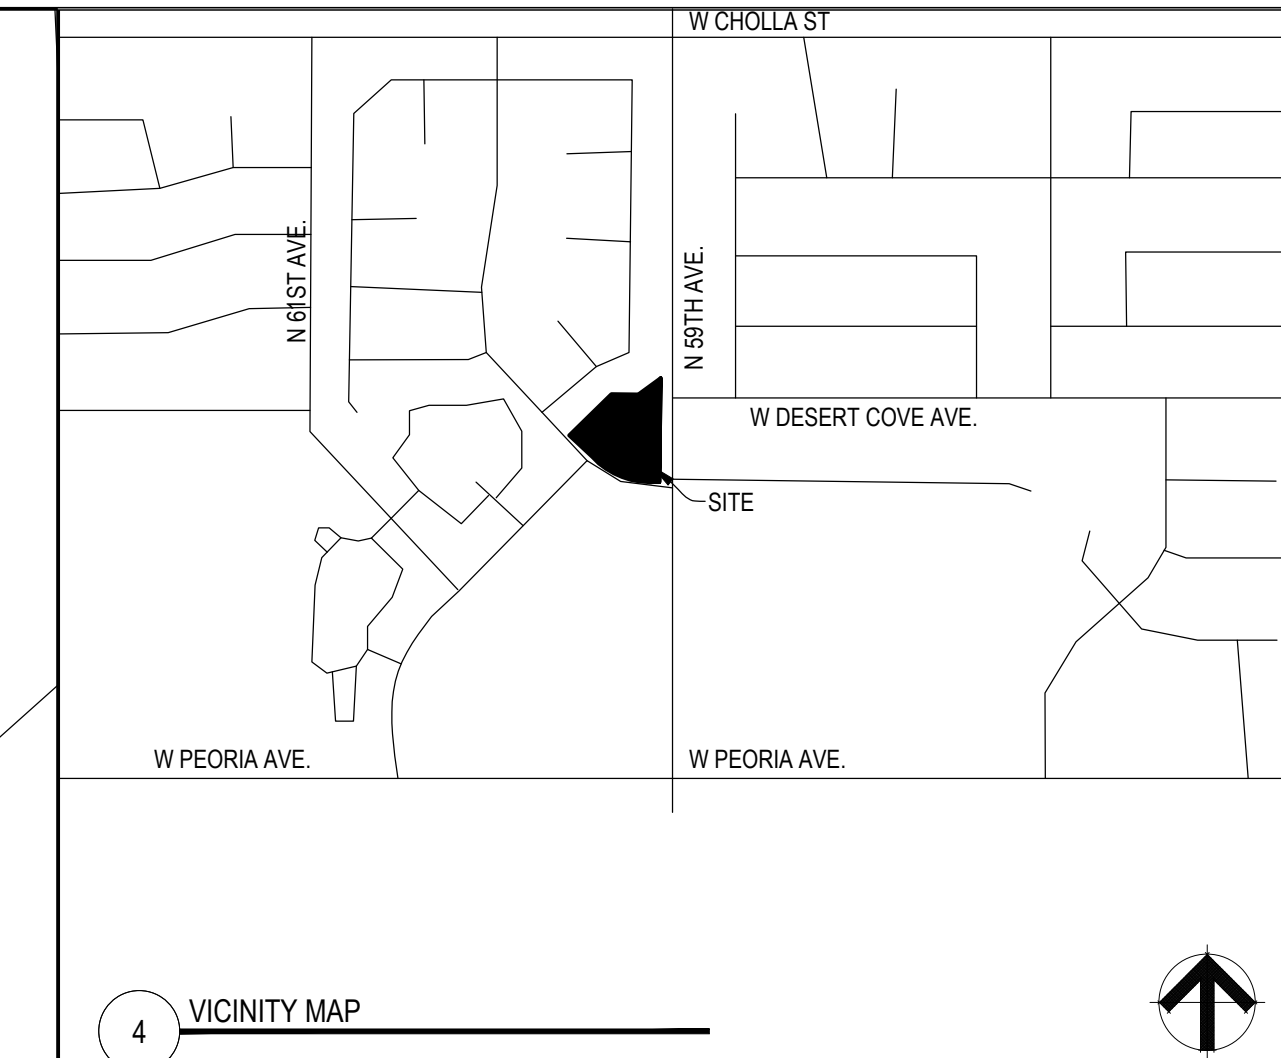 W CHOLLA ST
N 61ST AVE.
N 59TH AVE.
W DESERT COVE AVE.
SITE
W PEORIA AVE.
W PEORIA AVE.
4
VICINITY MAP